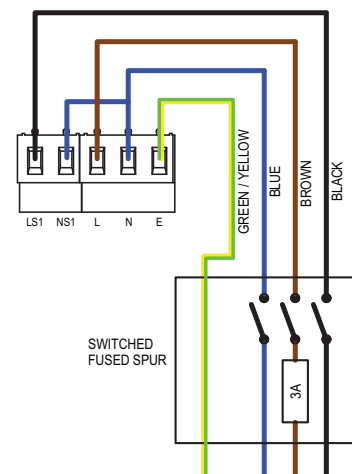 LS1 NS1 L N E
GREEN / YELLOW
BLUE
BROWN
BLACK
SWITCHED
FUSED SPUR
3A